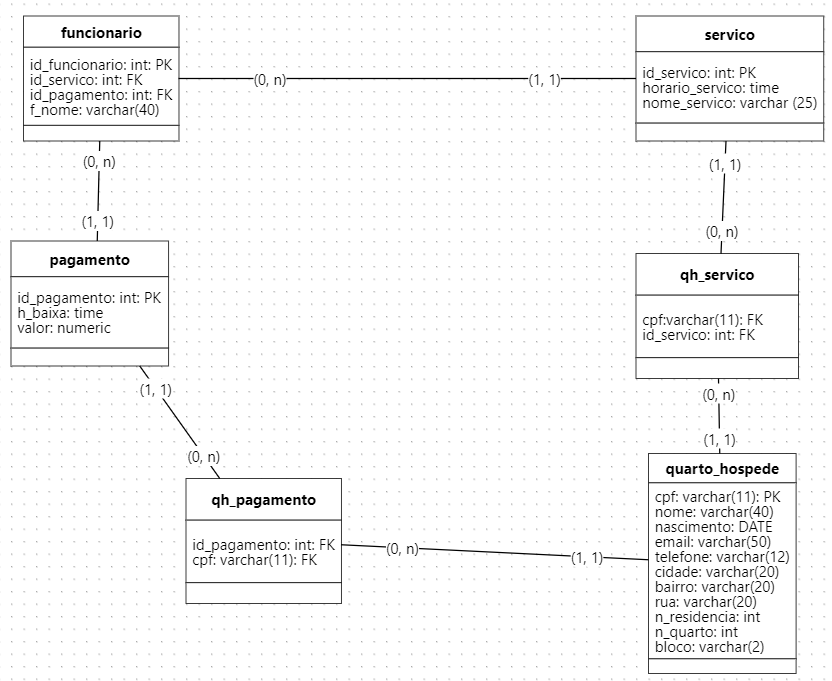 funcionario
id_funcionario: int: PK
id_servico: int: FK
id_pagamento: int: FK
f_nome: varchar(40)
(0, n)
(1, 1)
servico
id_servico: int: PK
horario_servico: time
nome_servico: varchar (25)
(0, n)
(1, 1)
(1, 1)
(0, n)
pagamento
id_pagamento: int: PK
h_baixa: time
valor: numeric
qh_servico
cpf:varchar(11): FK
id_servico: int: FK
(1, 1)
(0, n)
(0, n)
(1, 1)
qh_pagamento
id_pagamento: int: FK
cpf: varchar(11): FK
(0, n)
(1, 1)
quarto_hospede
cpf: varchar(11): PK
nome: varchar(40)
nascimento: DATE
email: varchar(50)
telefone: varchar(12)
cidade: varchar(20)
bairro: varchar(20)
rua: varchar(20)
n_residencia: int
n_quarto: int
bloco: varchar(2)